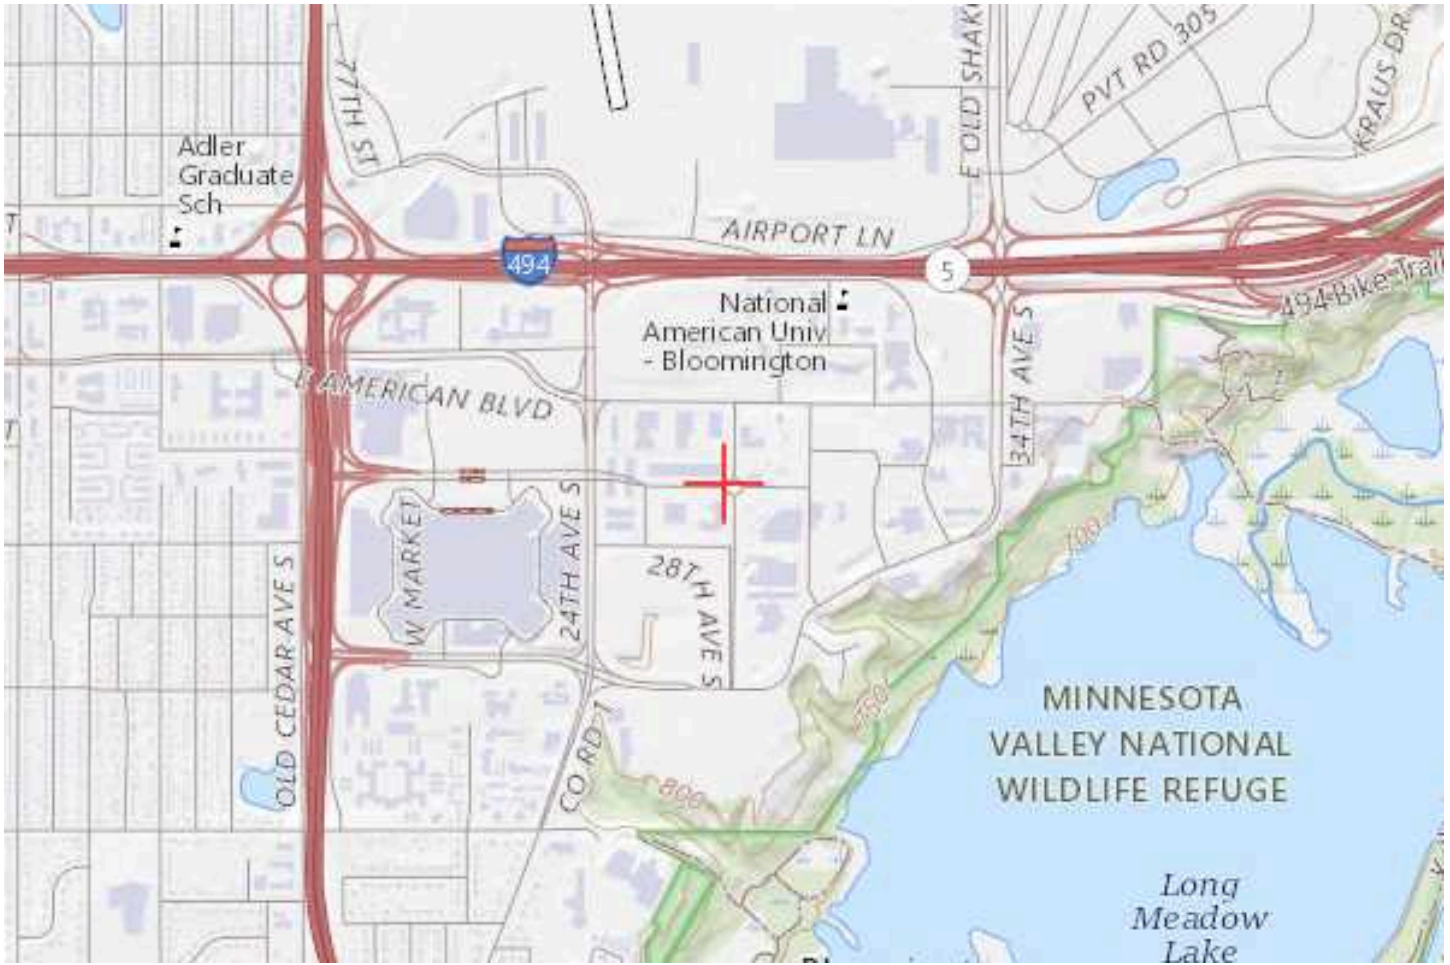 E OLD SHAK
PVT RD 305
KRAUS DR
77TH ST
Adler
Graduate
Sch
T
AIRPORT LN
494
5
494 Bike Trail
National
American Univ
- Bloomington
34TH AVE S
E AMERICAN BLVD
T
W MARKET
24TH AVE S
700
28TH AVE S
OLD CEDAR AVE S
750
CO RD 1
800
MINNESOTA
VALLEY NATIONAL
WILDLIFE REFUGE
Long
Meadow
Lake